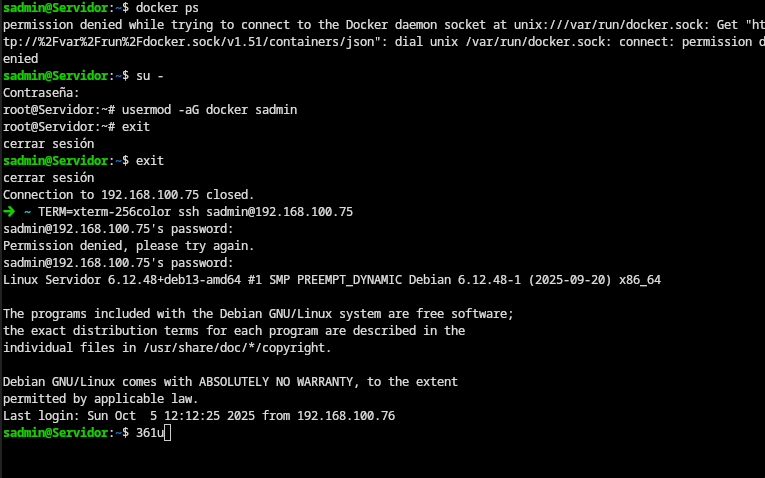 sadmin@Servidor:~$ docker ps
permission denied while trying to connect to the Docker daemon socket at unix:///var/run/docker.sock: Get "ht
tp://%2Fvar%2Frun%2Fdocker.sock/v1.51/containers/json": dial unix /var/run/docker.sock: connect: permission d
enied
sadmin@Servidor:~$ su -
Contraseña:
root@Servidor:~# usermod -aG docker sadmin
root@Servidor:~# exit
cerrar sesión
sadmin@Servidor:~$ exit
cerrar sesión
Connection to 192.168.100.75 closed.
➜ ~ TERM=xterm-256color ssh sadmin@192.168.100.75
sadmin@192.168.100.75's password:
Permission denied, please try again.
sadmin@192.168.100.75's password:
Linux Servidor 6.12.48+deb13-amd64 #1 SMP PREEMPT_DYNAMIC Debian 6.12.48-1 (2025-09-20) x86_64

The programs included with the Debian GNU/Linux system are free software;
the exact distribution terms for each program are described in the
individual files in /usr/share/doc/*/copyright.

Debian GNU/Linux comes with ABSOLUTELY NO WARRANTY, to the extent
permitted by applicable law.
Last login: Sun Oct  5 12:12:25 2025 from 192.168.100.76
sadmin@Servidor:~$ 361u